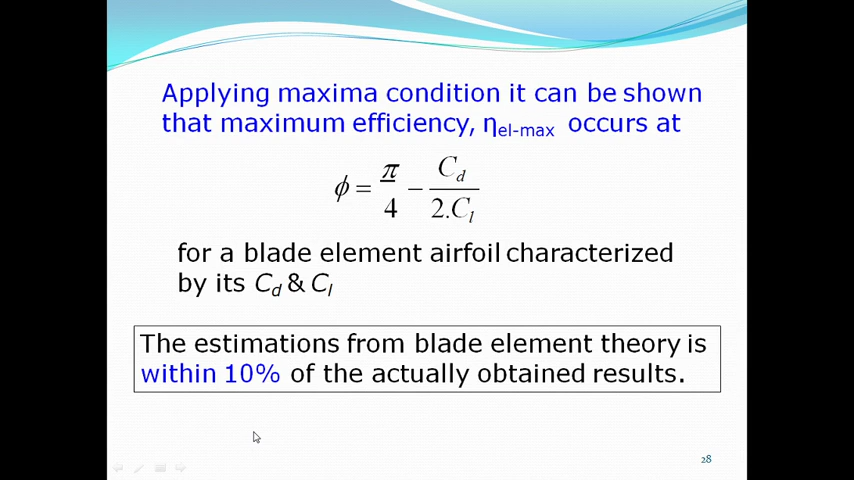 Applying maxima condition it can be shown
that maximum efficiency, ηel-max occurs at
ϕ = π/4 − Cd/2.Cl
for a blade element airfoil characterized
by its Cd & Cl
The estimations from blade element theory is
within 10% of the actually obtained results.
28